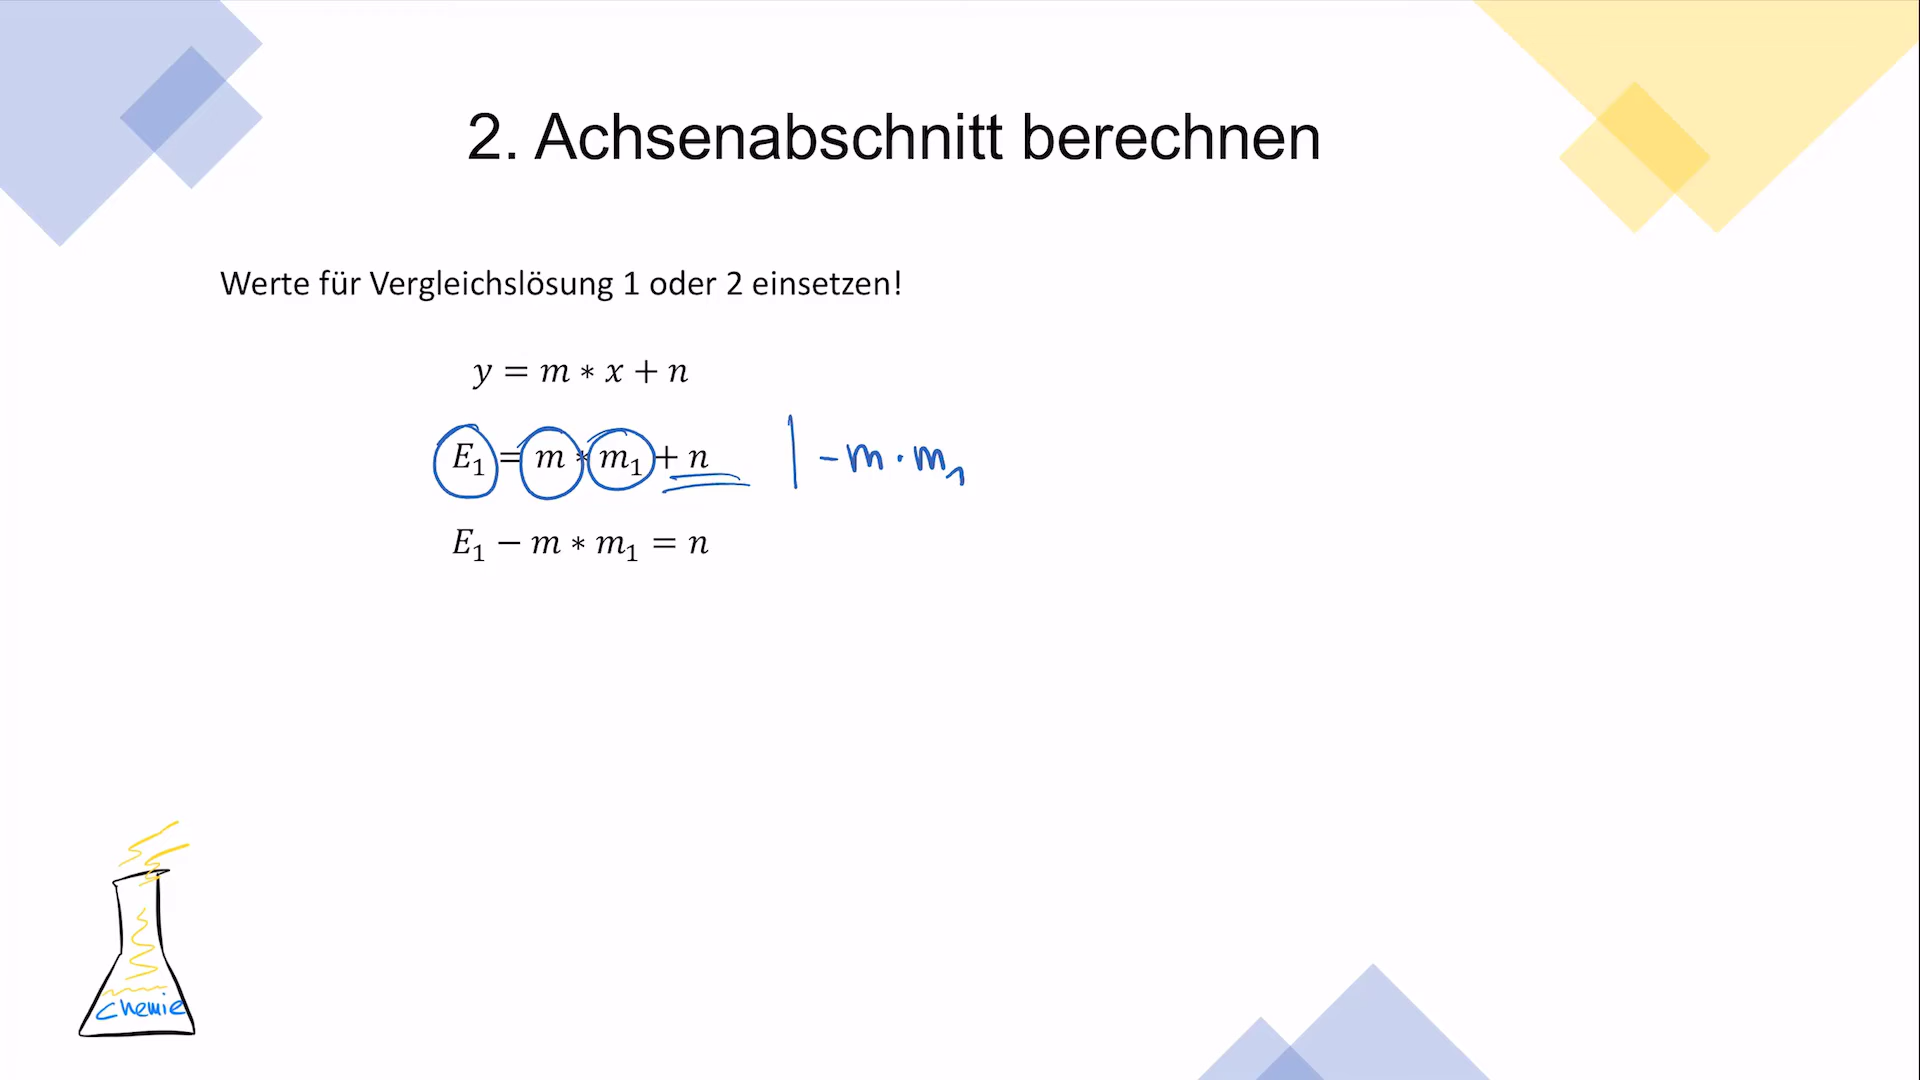 2. Achsenabschnitt berechnen
Werte für Vergleichslösung 1 oder 2 einsetzen!
y = m ∗ x + n
E₁ = m ∗ m₁ + n | − m · m₁
E₁ − m ∗ m₁ = n
chemie